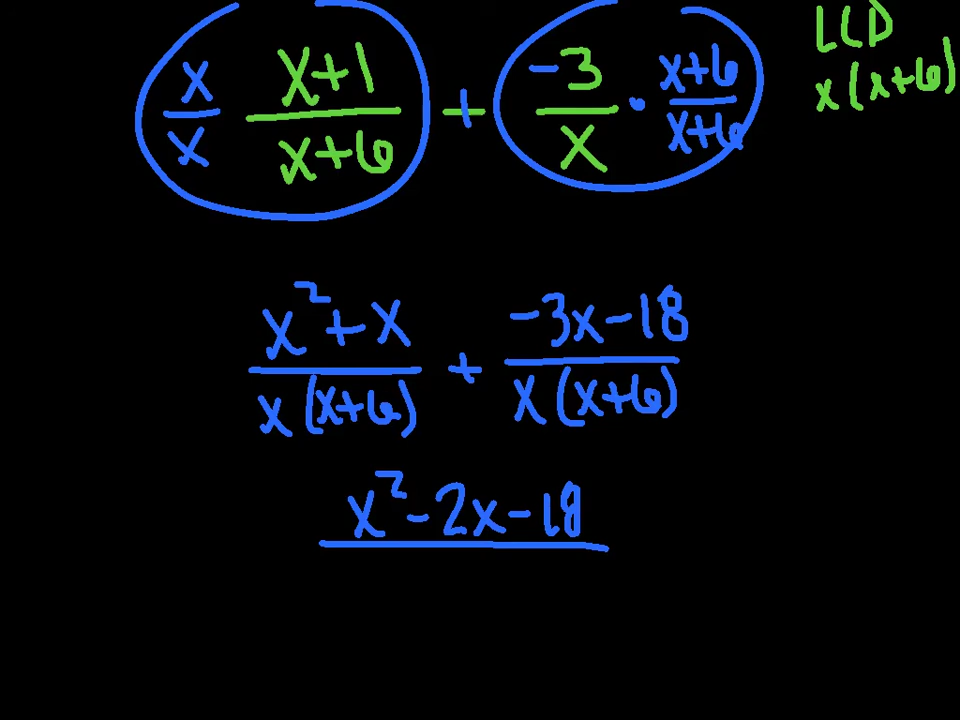 x/x x+1/x+6 + -3/x · x+6/x+6
LCD
x(x+6)
x²+x/x(x+6) + -3x-18/x(x+6)
x²-2x-18